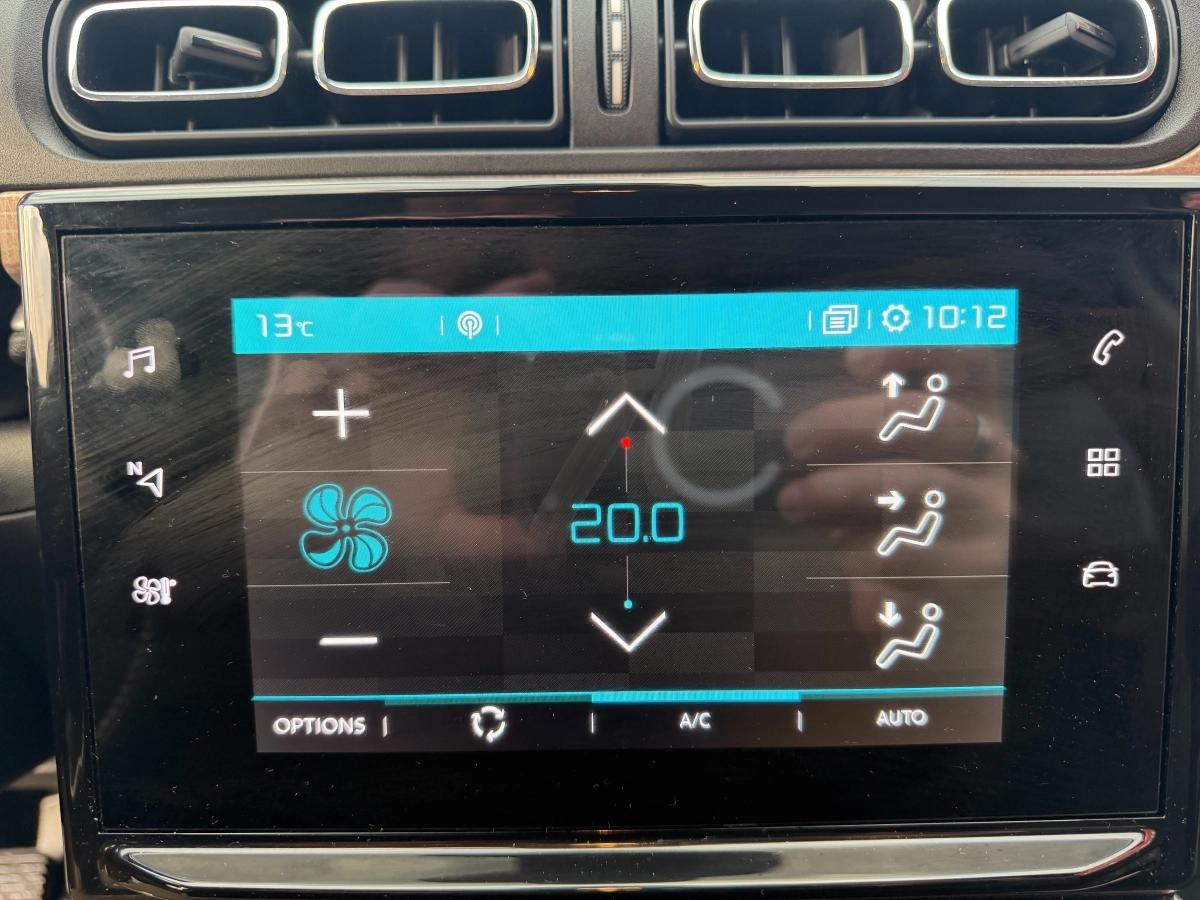 13°C 10:12
N
20.0
OPTIONS A/C AUTO